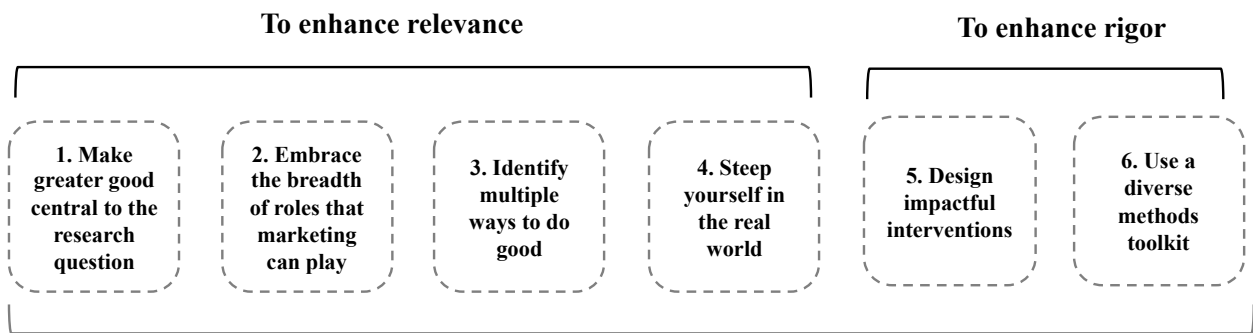 To enhance relevance
To enhance rigor
1. Make
greater good
central to the
research
question
2. Embrace
the breadth
of roles that
marketing
can play
3. Identify
multiple
ways to do
good
4. Steep
yourself in
the real
world
5. Design
impactful
interventions
6. Use a
diverse
methods
toolkit